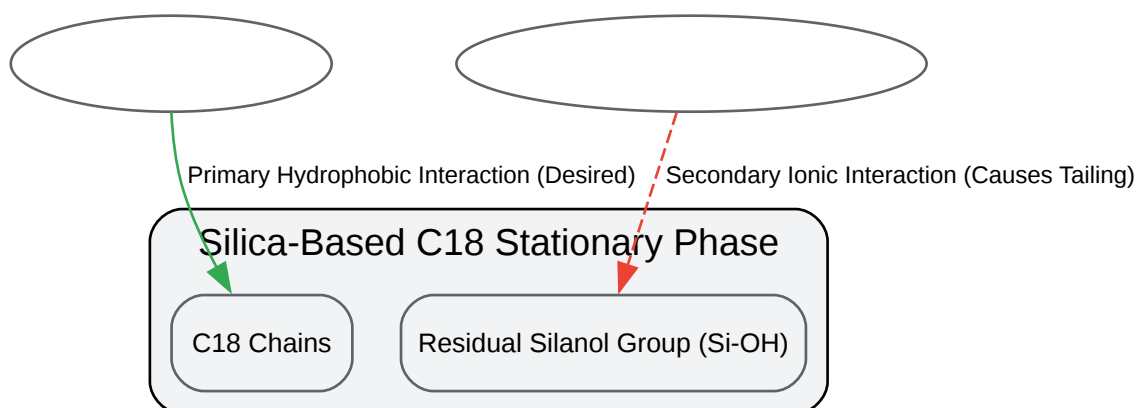 Primary Hydrophobic Interaction (Desired)
Secondary Ionic Interaction (Causes Tailing)
Silica-Based C18 Stationary Phase
C18 Chains
Residual Silanol Group (Si-OH)